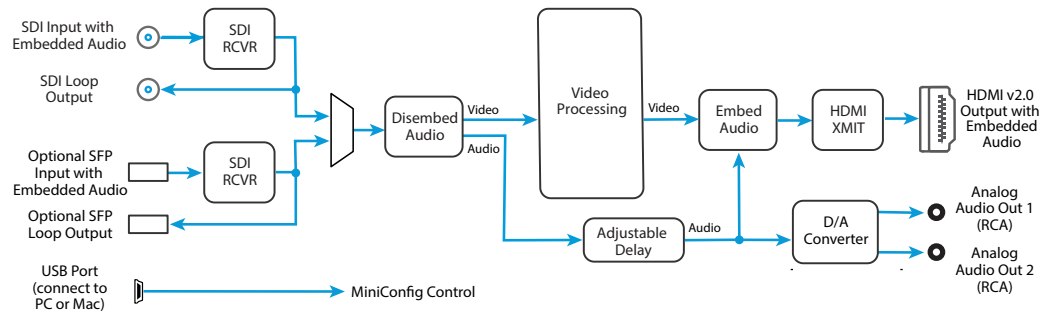 SDI Input with
Embedded Audio
SDI
RCVR
SDI Loop
Output
Optional SFP
Input with
Embedded Audio
SDI
RCVR
Optional SFP
Loop Output
USB Port
(connect to
PC or Mac)
MiniConfig Control
Disembed
Audio
Video
Audio
Video
Processing
Video
Adjustable
Delay
Audio
Embed
Audio
HDMI
XMIT
HDMI v2.0
Output with
Embedded
Audio
D/A
Converter
Analog
Audio Out 1
(RCA)
Analog
Audio Out 2
(RCA)